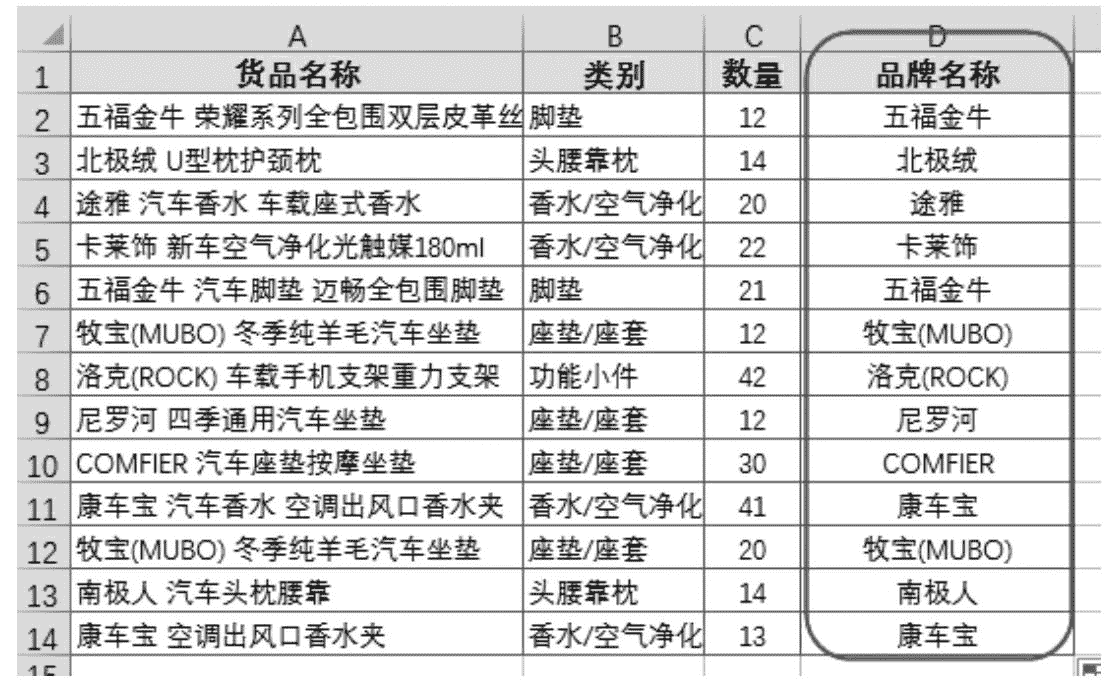 A B C D
1 货品名称 类别 数量 品牌名称
2 五福金牛 荣耀系列全包围双层皮革丝 脚垫 12 五福金牛
3 北极绒 U型枕护颈枕 头腰靠枕 14 北极绒
4 途雅 汽车香水 车载座式香水 香水/空气净化 20 途雅
5 卡莱饰 新车空气净化光触媒180ml 香水/空气净化 22 卡莱饰
6 五福金牛 汽车脚垫 迈畅全包围脚垫 脚垫 21 五福金牛
7 牧宝(MUBO) 冬季纯羊毛汽车坐垫 座垫/座套 12 牧宝(MUBO)
8 洛克(ROCK) 车载手机支架重力支架 功能小件 42 洛克(ROCK)
9 尼罗河 四季通用汽车坐垫 座垫/座套 12 尼罗河
10 COMFIER 汽车座垫按摩坐垫 座垫/座套 30 COMFIER
11 康车宝 汽车香水 空调出风口香水夹 香水/空气净化 41 康车宝
12 牧宝(MUBO) 冬季纯羊毛汽车坐垫 座垫/座套 20 牧宝(MUBO)
13 南极人 汽车头枕腰靠 头腰靠枕 14 南极人
14 康车宝 空调出风口香水夹 香水/空气净化 13 康车宝
15